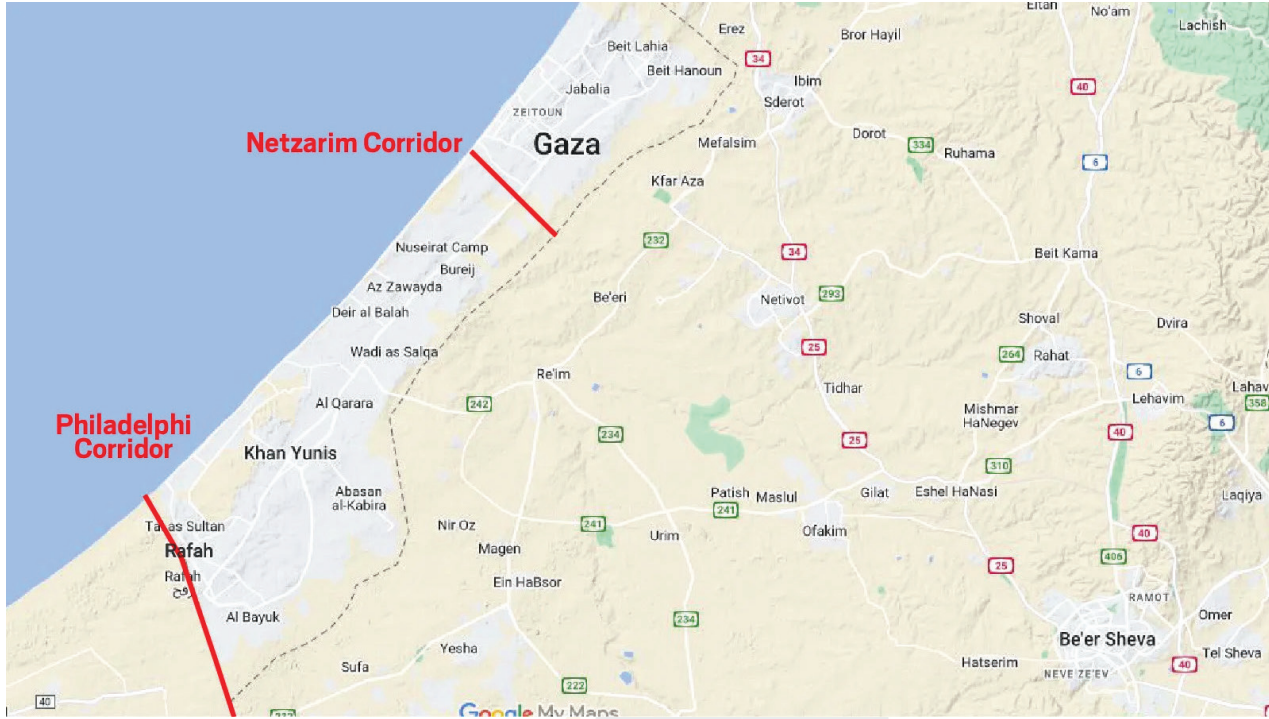 Eitan
No'am
Lachish
Erez
Bror Hayil
34
Beit Lahia
Beit Hanoun
Ibim
40
Jabalia
Sderot
ZEITOUN
Netzarim Corridor
Gaza
Mefalsim
Dorot
334
Ruhama
6
Kfar Aza
232
34
Nuseirat Camp
Beit Kama
Bureij
Az Zawayda
Be'eri
Netivot
293
Deir al Balah
Shoval
Dvira
Wadi as Salqa
25
264
Rahat
6
Re'im
Tidhar
Lehavim
Lahav
358
Al Qarara
242
Mishmar
HaNegev
6
Philadelphi
Corridor
234
25
40
Khan Yunis
310
Abasan
al-Kabira
Patish
Maslul
Gilat
Eshel HaNasi
Laqiya
241
Tal as Sultan
Nir Oz
241
Urim
Ofakim
40
Rafah
Magen
406
25
Rafah
رفح
Ein HaBsor
RAMOT
Al Bayuk
234
Omer
Be'er Sheva
Yesha
Tel Sheva
Sufa
Hatserim
40
NEVE ZE'EV
222
40
232
Google My Maps